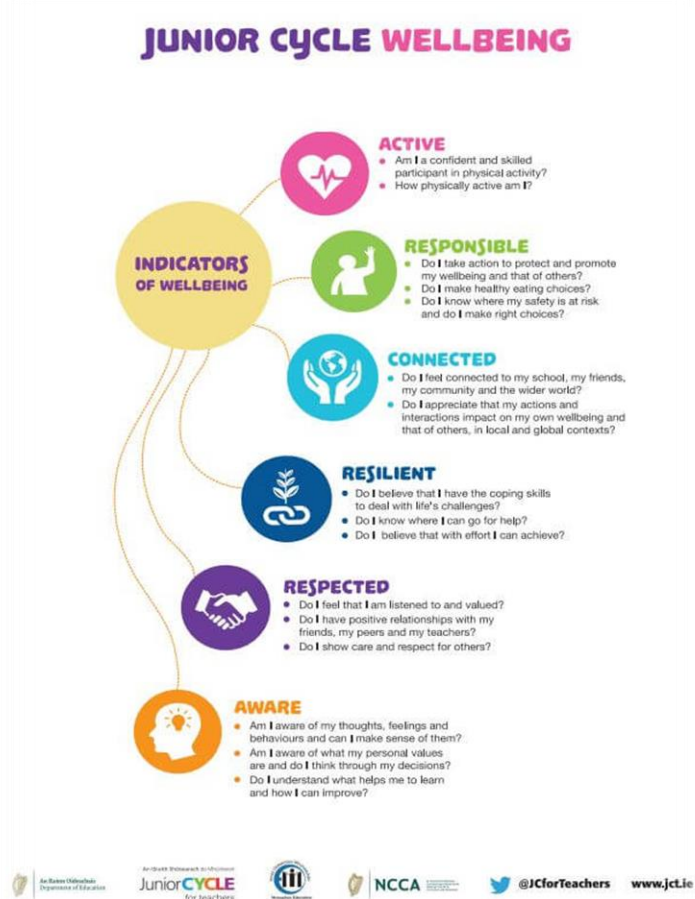 JUNIOR CYCLE WELLBEING
INDICATORS
OF WELLBEING
ACTIVE
• Am I a confident and skilled
participant in physical activity?
• How physically active am I?
RESPONSIBLE
• Do I take action to protect and promote
my wellbeing and that of others?
• Do I make healthy eating choices?
• Do I know where my safety is at risk
and do I make right choices?
CONNECTED
• Do I feel connected to my school, my friends,
my community and the wider world?
• Do I appreciate that my actions and
interactions impact on my own wellbeing and
that of others, in local and global contexts?
RESILIENT
• Do I believe that I have the coping skills
to deal with life's challenges?
• Do I know where I can go for help?
• Do I believe that with effort I can achieve?
RESPECTED
• Do I feel that I am listened to and valued?
• Do I have positive relationships with my
friends, my peers and my teachers?
• Do I show care and respect for others?
AWARE
• Am I aware of my thoughts, feelings and
behaviours and can I make sense of them?
• Am I aware of what my personal values
are and do I think through my decisions?
• Do I understand what helps me to learn
and how I can improve?
An Roinn Oideachais
Department of Education
JuniorCYCLE
for teachers
NCCA
@JCforTeachers
www.jct.ie